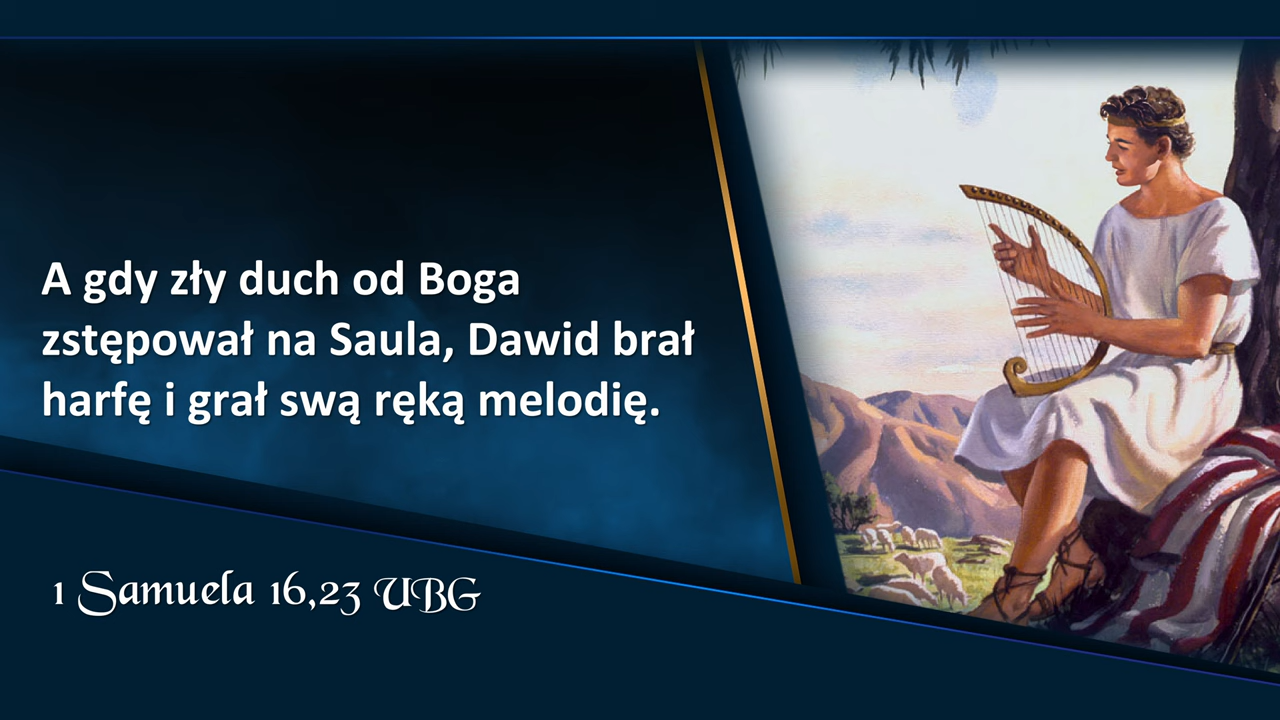 A gdy zły duch od Boga
zstępował na Saula, Dawid brał
harfę i grał swą ręką melodię.
1 Samuela 16,23 UBG